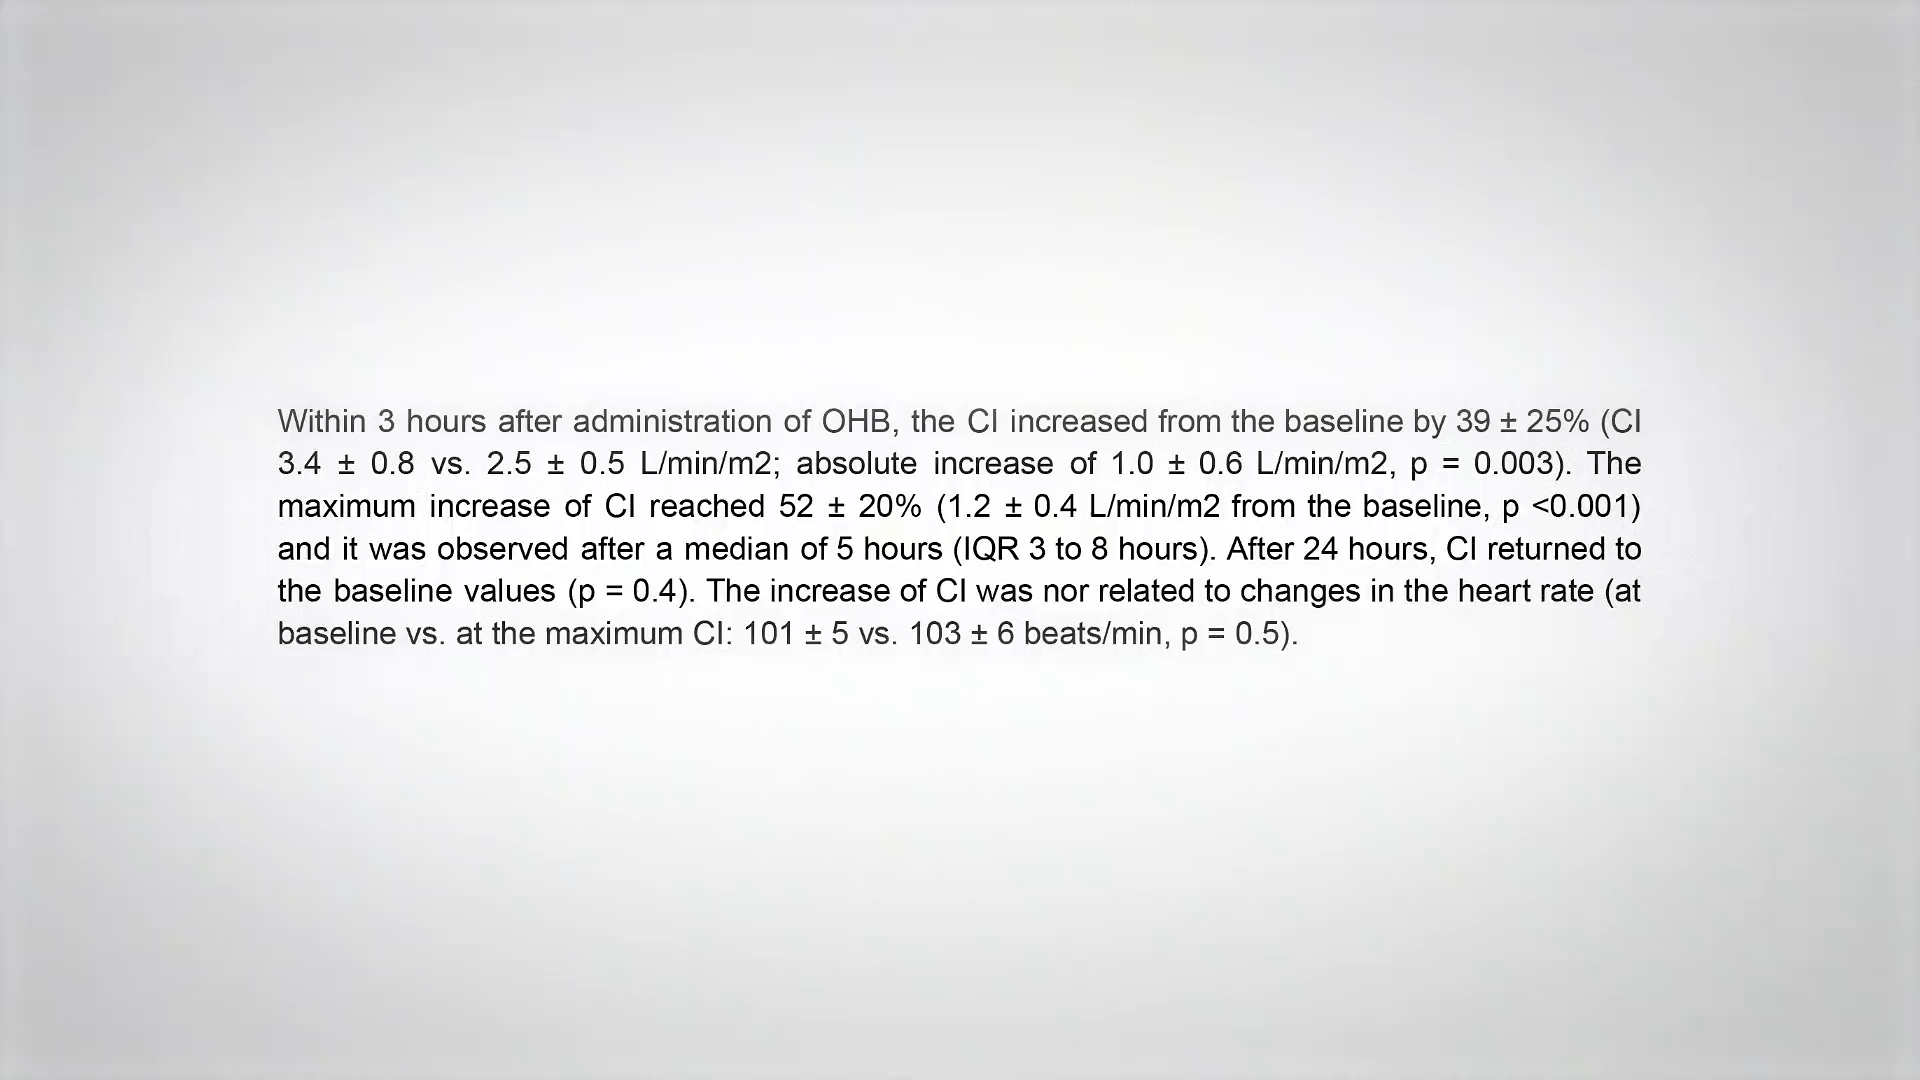 Within 3 hours after administration of OHB, the CI increased from the baseline by 39 ± 25% (CI
3.4 ± 0.8 vs. 2.5 ± 0.5 L/min/m2; absolute increase of 1.0 ± 0.6 L/min/m2, p = 0.003). The
maximum increase of CI reached 52 ± 20% (1.2 ± 0.4 L/min/m2 from the baseline, p <0.001)
and it was observed after a median of 5 hours (IQR 3 to 8 hours). After 24 hours, CI returned to
the baseline values (p = 0.4). The increase of CI was nor related to changes in the heart rate (at
baseline vs. at the maximum CI: 101 ± 5 vs. 103 ± 6 beats/min, p = 0.5).